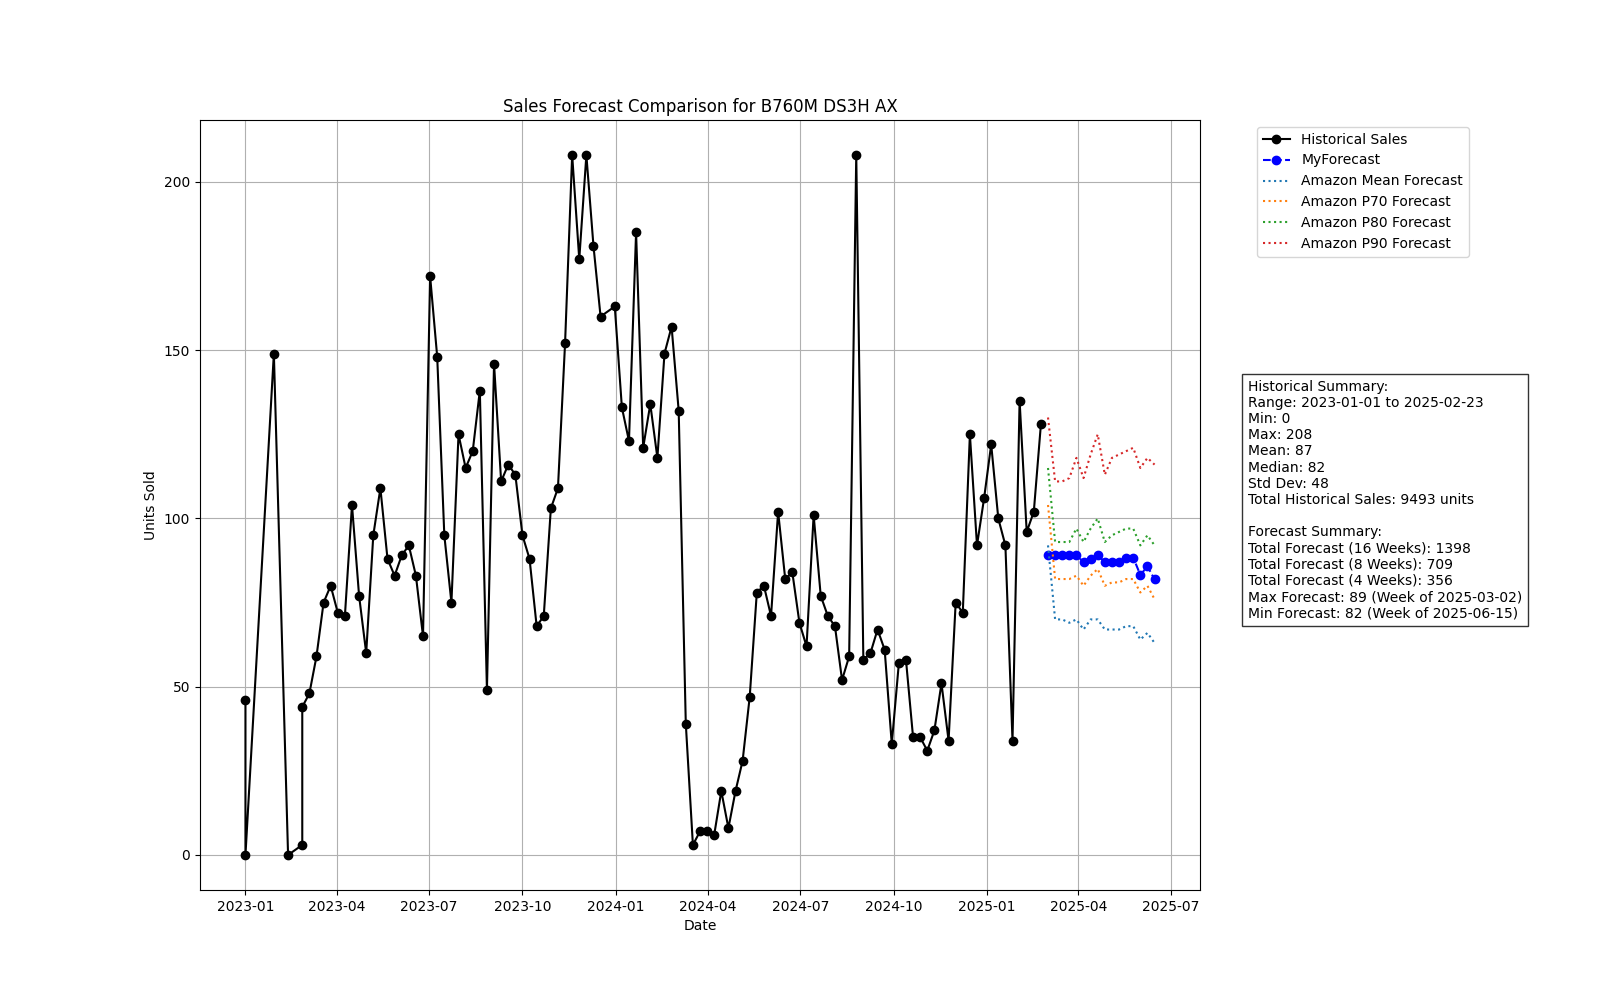 Sales Forecast Comparison for B760M DS3H AX
Historical Sales
MyForecast
Amazon Mean Forecast
Amazon P70 Forecast
Amazon P80 Forecast
Amazon P90 Forecast
200
150
100
50
0
Units Sold
Historical Summary:
Range: 2023-01-01 to 2025-02-23
Min: 0
Max: 208
Mean: 87
Median: 82
Std Dev: 48
Total Historical Sales: 9493 units
Forecast Summary:
Total Forecast (16 Weeks): 1398
Total Forecast (8 Weeks): 709
Total Forecast (4 Weeks): 356
Max Forecast: 89 (Week of 2025-03-02)
Min Forecast: 82 (Week of 2025-06-15)
2023-01 2023-04 2023-07 2023-10 2024-01 2024-04 2024-07 2024-10 2025-01 2025-04 2025-07
Date